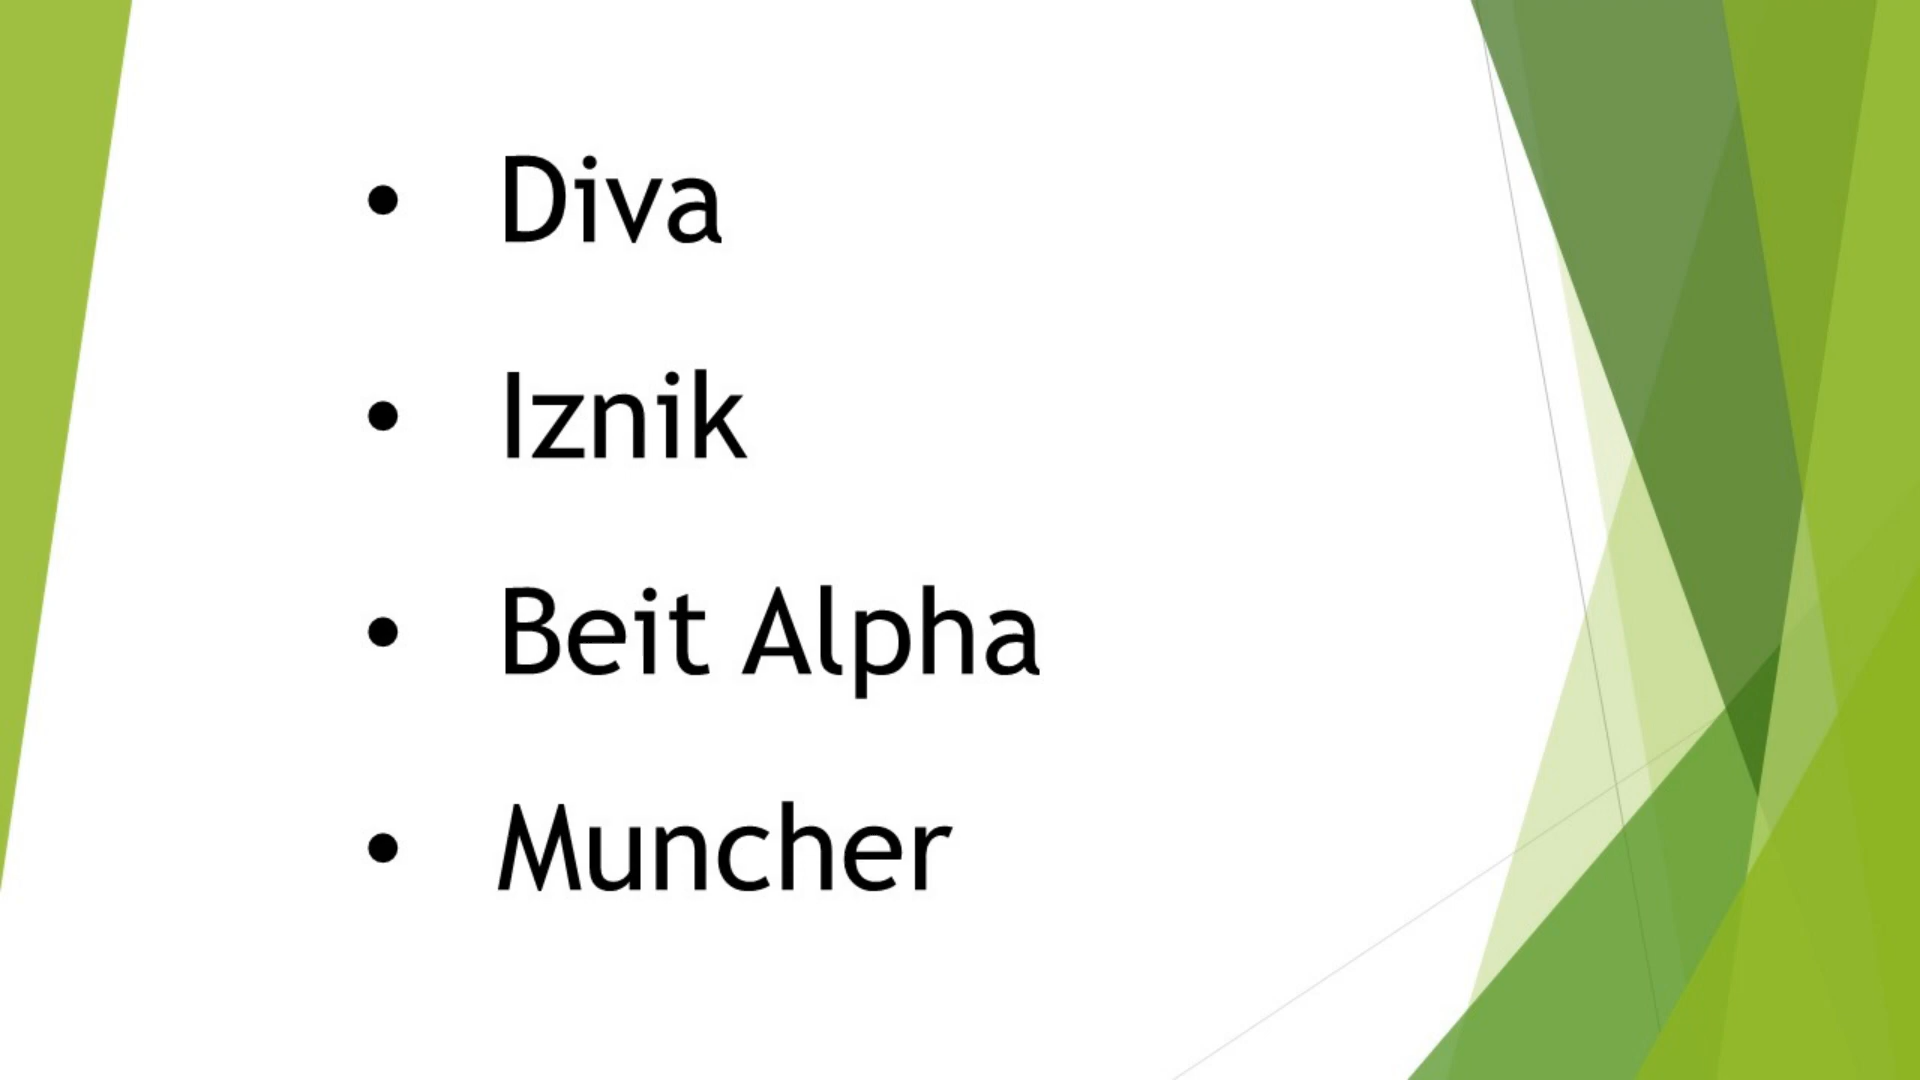 • Diva
• Iznik
• Beit Alpha
• Muncher